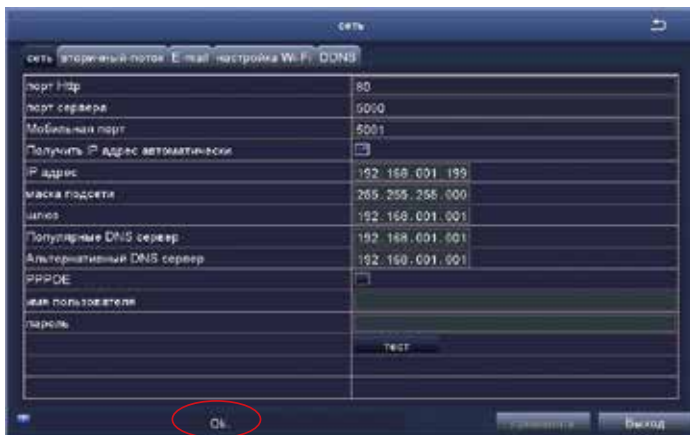 сеть
сеть вторичный поток E-mail настройка Wi-Fi DDNS
порт Http 80
порт сервера 5000
Мобильная порт 5001
Получить IP адрес автоматически
IP адрес 192.168.001.199
маска подсети 255.255.255.000
шлюз 192.168.001.001
Популярные DNS сервер 192.168.001.001
Альтернативный DNS сервер 192.168.001.001
PPPOE
имя пользователя
пароль
тест
Ok. Выход